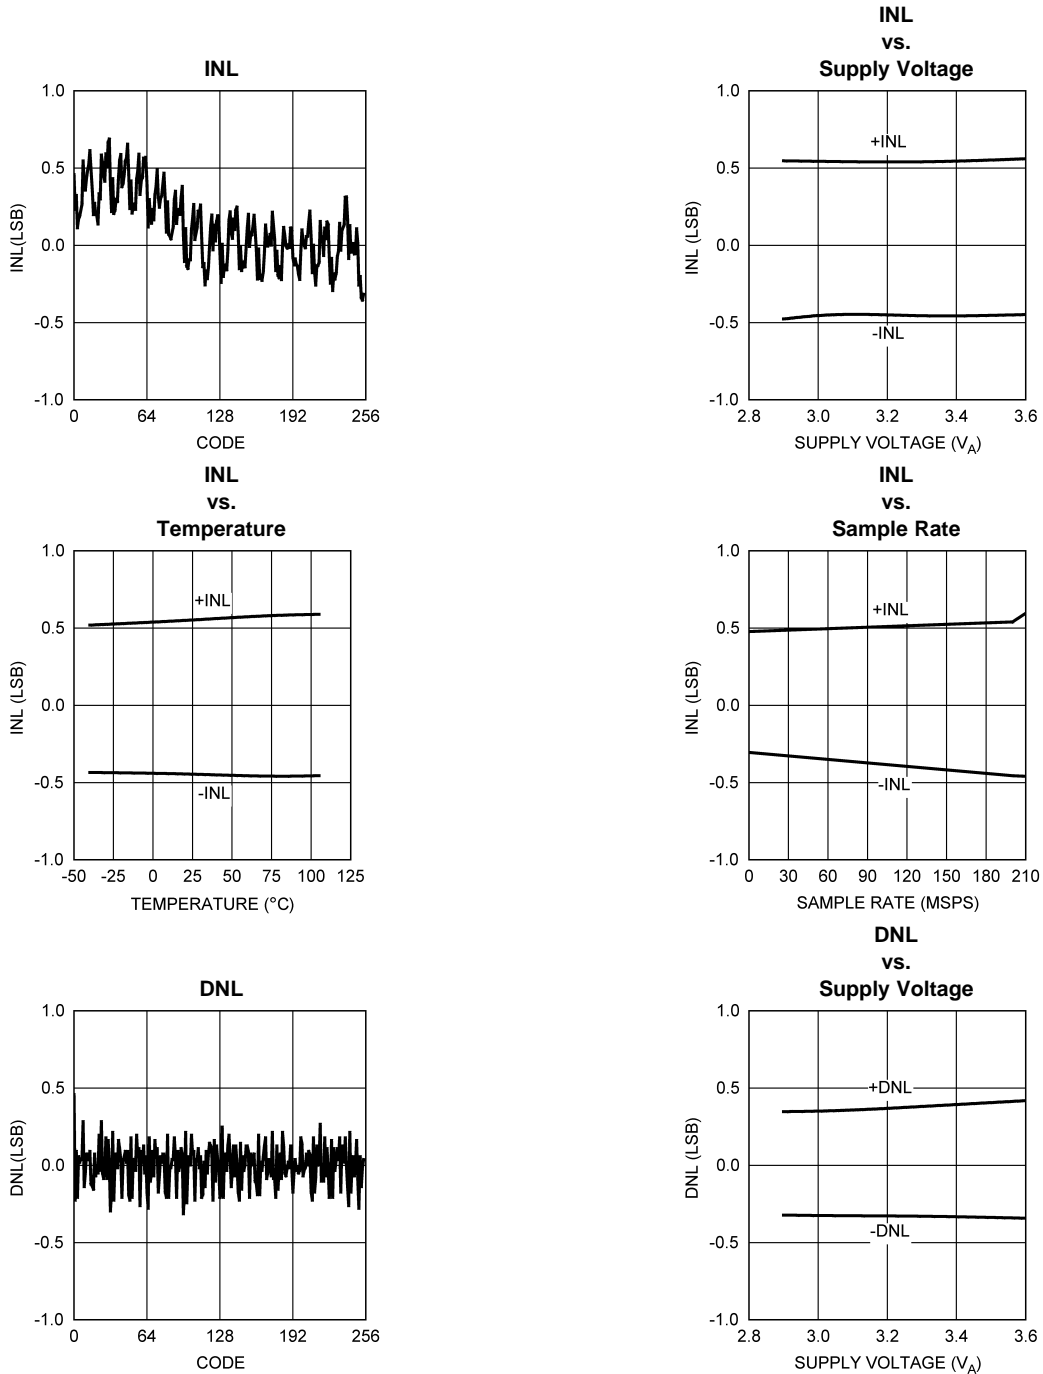 INL
1.0
0.5
0.0
-0.5
-1.0
INL(LSB)
0 64 128 192 256
CODE
INL
vs.
Supply Voltage
1.0
0.5
0.0
-0.5
-1.0
INL (LSB)
+INL
-INL
2.8 3.0 3.2 3.4 3.6
SUPPLY VOLTAGE (VA)
INL
vs.
Temperature
1.0
0.5
0.0
-0.5
-1.0
INL (LSB)
+INL
-INL
-50 -25 0 25 50 75 100 125
TEMPERATURE (°C)
INL
vs.
Sample Rate
1.0
0.5
0.0
-0.5
-1.0
INL (LSB)
+INL
-INL
0 30 60 90 120 150 180 210
SAMPLE RATE (MSPS)
DNL
1.0
0.5
0.0
-0.5
-1.0
DNL(LSB)
0 64 128 192 256
CODE
DNL
vs.
Supply Voltage
1.0
0.5
0.0
-0.5
-1.0
DNL (LSB)
+DNL
-DNL
2.8 3.0 3.2 3.4 3.6
SUPPLY VOLTAGE (VA)